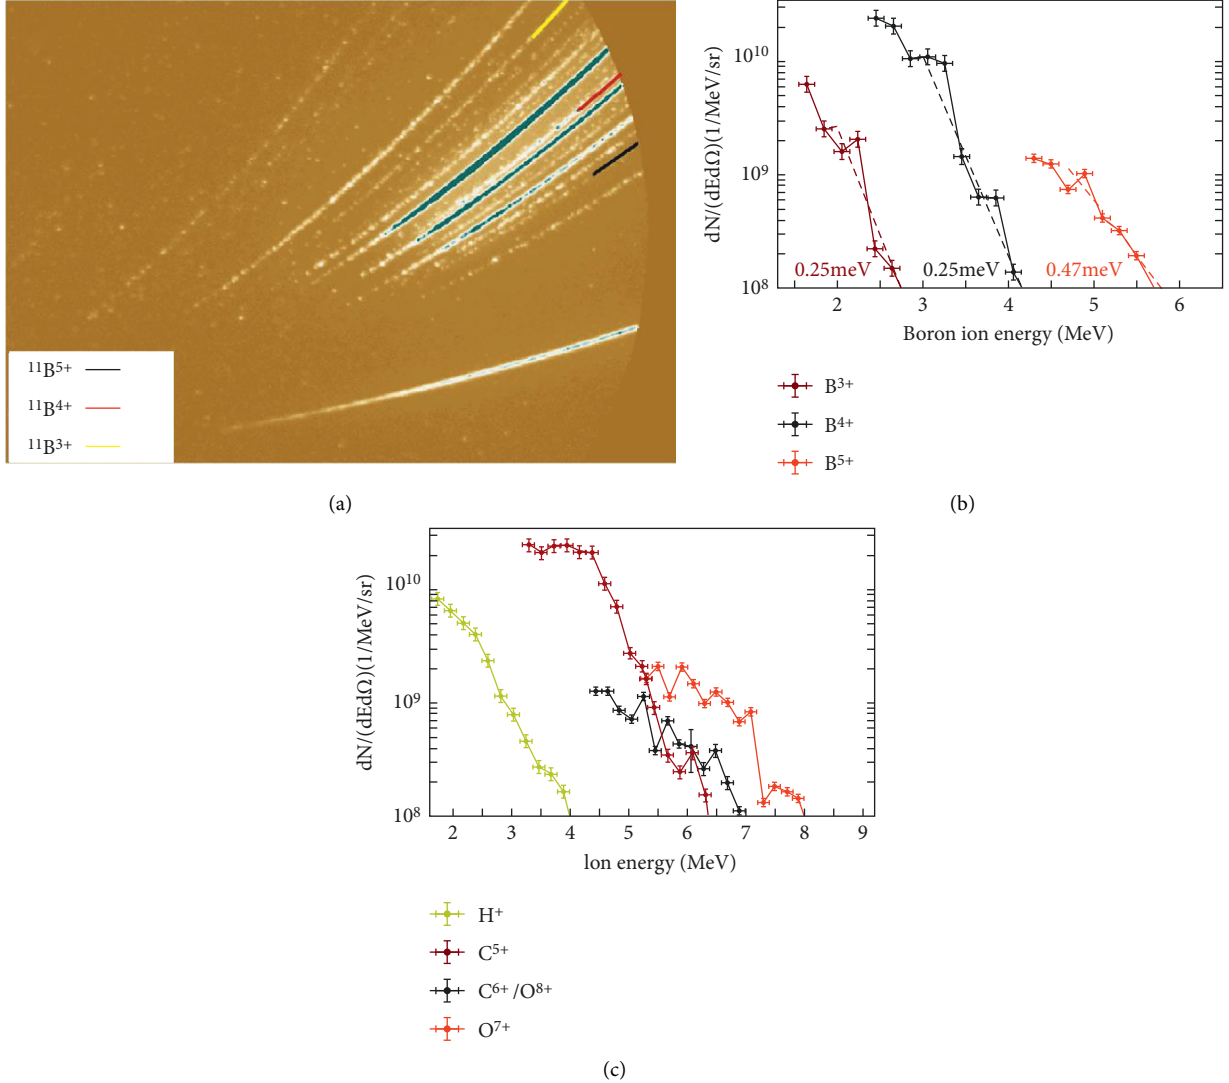 ¹¹B⁵⁺
¹¹B⁴⁺
¹¹B³⁺
(a)
dN/(dEdΩ)(1/MeV/sr)
10¹⁰
10⁹
10⁸
0.25meV
0.25meV
0.47meV
2 3 4 5 6
Boron ion energy (MeV)
B³⁺
B⁴⁺
B⁵⁺
(b)
dN/(dEdΩ)(1/MeV/sr)
10¹⁰
10⁹
10⁸
2 3 4 5 6 7 8 9
lon energy (MeV)
H⁺
C⁵⁺
C⁶⁺/O⁸⁺
O⁷⁺
(c)